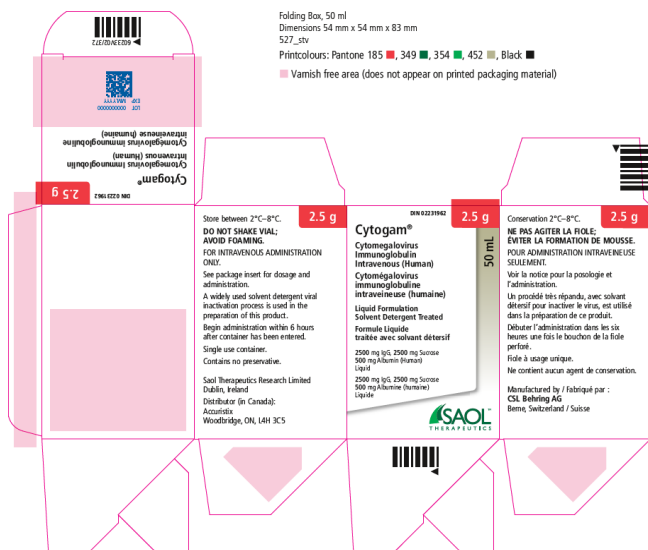 Folding Box, 50 ml
Dimensions 54 mm x 54 mm x 83 mm
527_stv
Printcolours: Pantone 185 , 349 , 354 , 452 , Black
Varnish free area (does not appear on printed packaging material)
6023V/02/372
LOT 0000000000
EXP MM.YYYY
Cytogam®
Cytomegalovirus Immunoglobulin
Intravenous (Human)
Cytomégalovirus immunoglobuline
intraveineuse (humaine)
DIN 02231962
2.5 g
Store between 2°C–8°C.
2.5 g
DO NOT SHAKE VIAL;
AVOID FOAMING.
FOR INTRAVENOUS ADMINISTRATION
ONLY.
See package insert for dosage and
administration.
A widely used solvent detergent viral
inactivation process is used in the
preparation of this product.
Begin administration within 6 hours
after container has been entered.
Single use container.
Contains no preservative.
Saol Therapeutics Research Limited
Dublin, Ireland
Distributor (in Canada):
Accuristix
Woodbridge, ON, L4H 3C5
DIN 02231962
2.5 g
50 mL
Cytogam®
Cytomegalovirus
Immunoglobulin
Intravenous (Human)
Cytomégalovirus
immunoglobuline
intraveineuse (humaine)
Liquid Formulation
Solvent Detergent Treated
Formule Liquide
traitée avec solvant détersif
2500 mg IgG, 2500 mg Sucrose
500 mg Albumin (Human)
Liquid
2500 mg IgG, 2500 mg Sucrose
500 mg Albumine (humaine)
Liquide
SAOL
THERAPEUTICS
Conservation 2°C–8°C.
2.5 g
NE PAS AGITER LA FIOLE;
ÉVITER LA FORMATION DE MOUSSE.
POUR ADMINISTRATION INTRAVEINEUSE
SEULEMENT.
Voir la notice pour la posologie et
l'administration.
Un procédé très répandu, avec solvant
détersif pour inactiver le virus, est utilisé
dans la préparation de ce produit.
Débuter l'administration dans les six
heures une fois le bouchon de la fiole
perforé.
Fiole à usage unique.
Ne contient aucun agent de conservation.
Manufactured by / Fabriqué par :
CSL Behring AG
Berne, Switzerland / Suisse